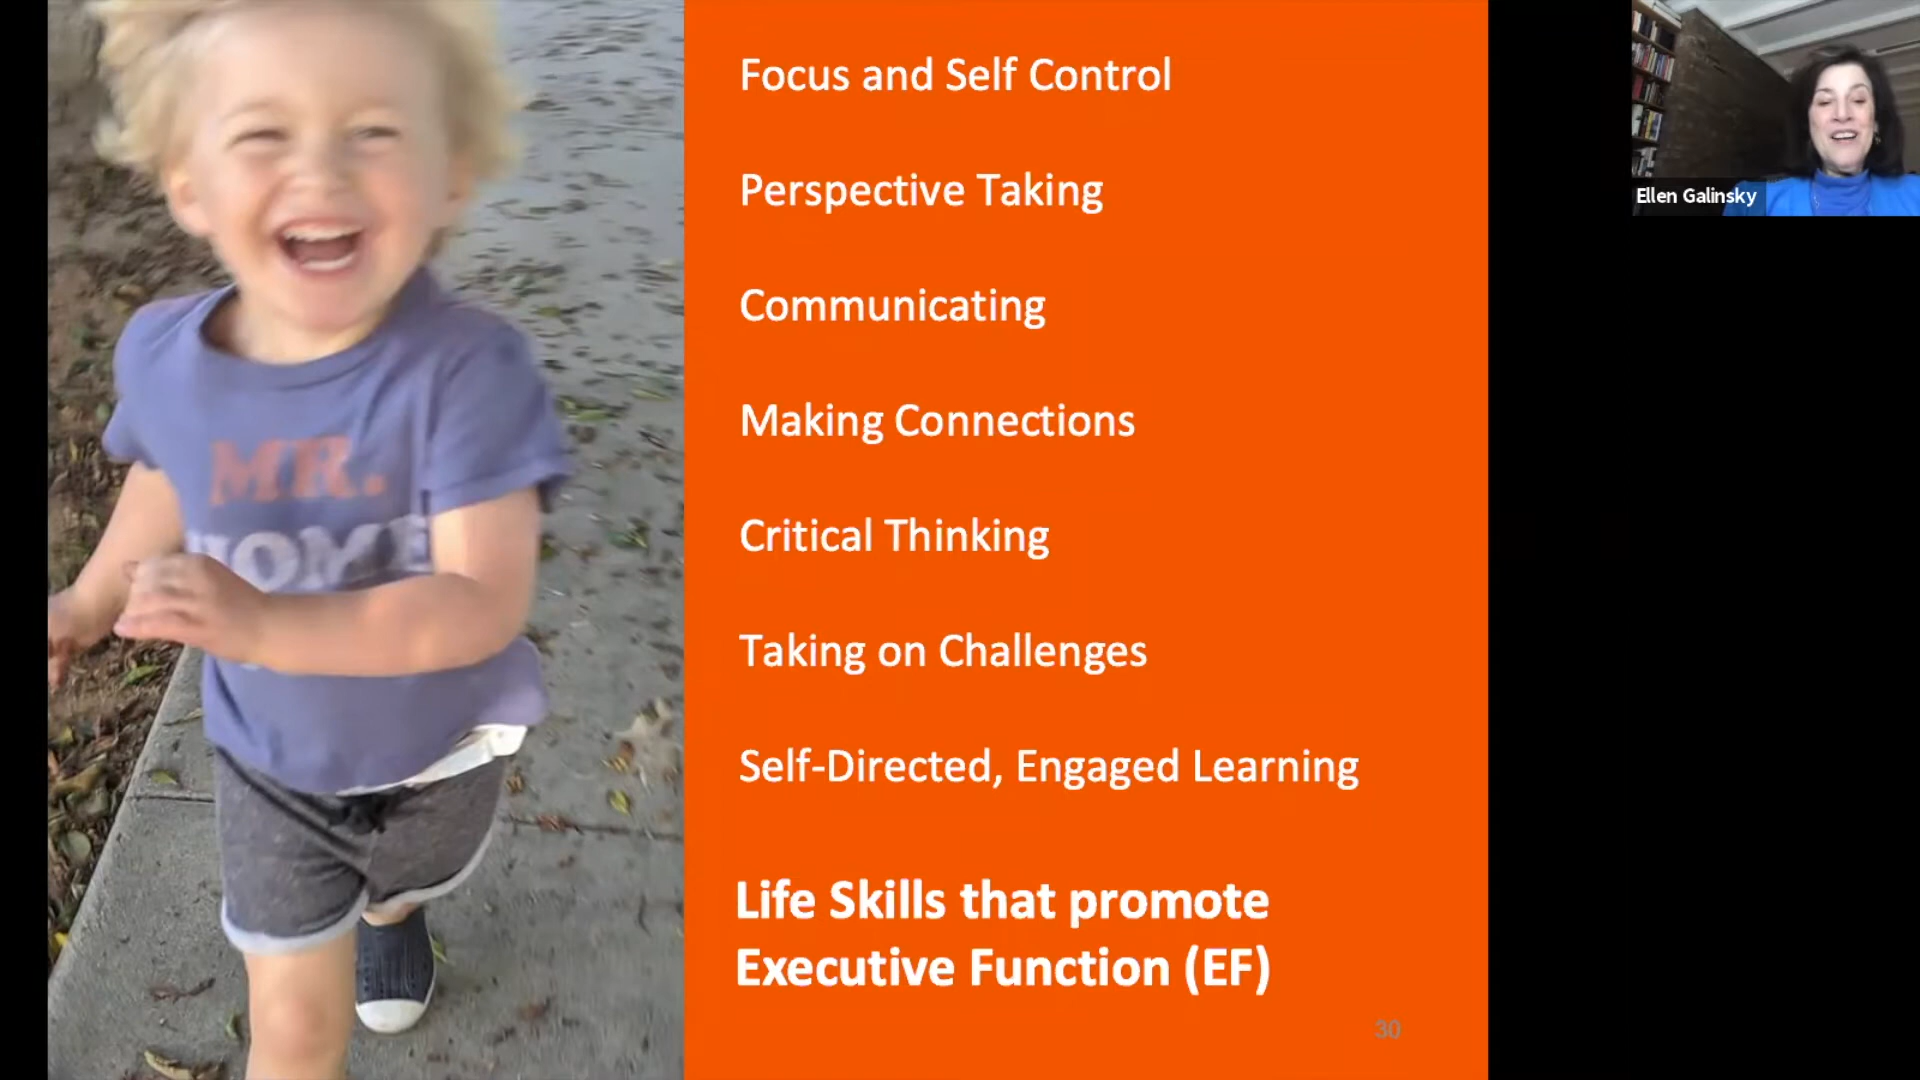 MR.
Focus and Self Control
Perspective Taking
Communicating
Making Connections
Critical Thinking
Taking on Challenges
Self-Directed, Engaged Learning
Life Skills that promote
Executive Function (EF)
30
Ellen Galinsky